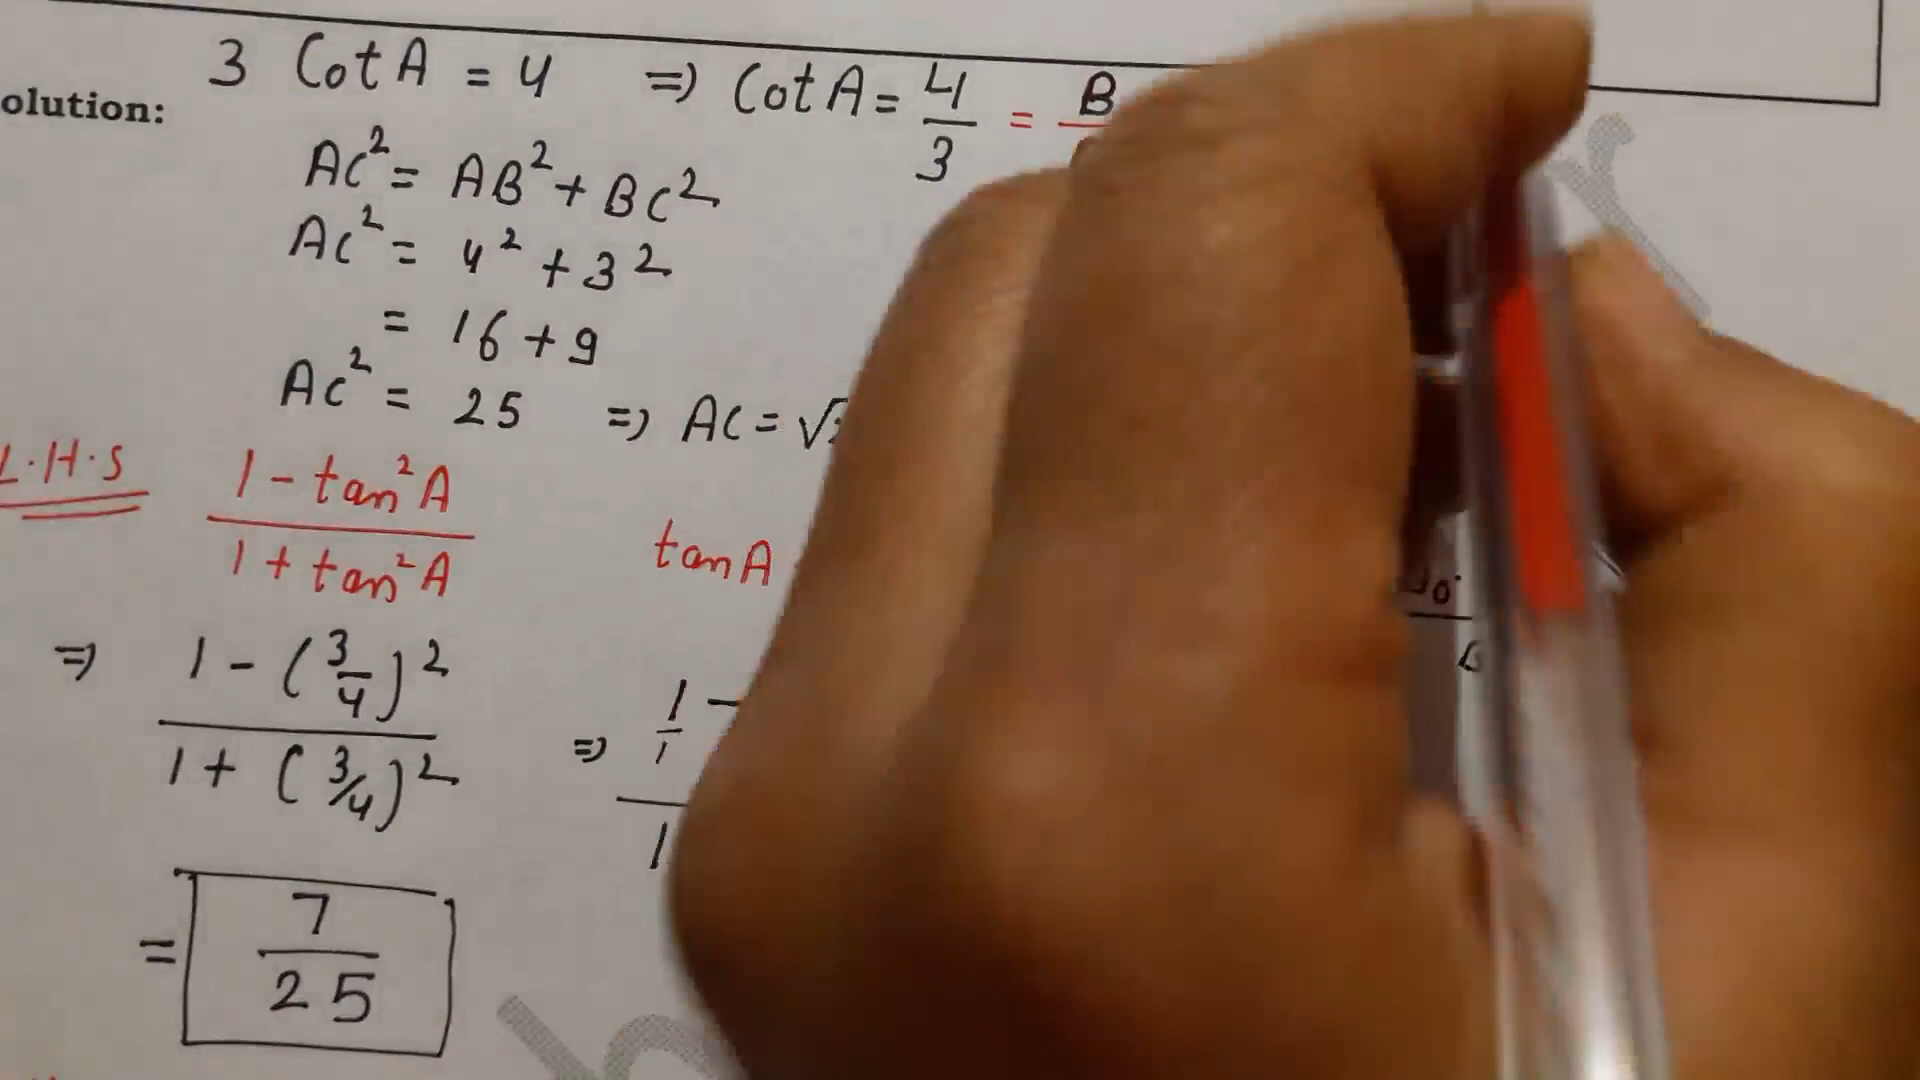 3 Cot A = 4 => Cot A = 4/3 = B
olution:
AC² = AB² + BC²
AC² = 4² + 3²
= 16 + 9
AC² = 25 => AC = √
L.H.S 1 - tan²A / 1 + tan²A tan A
=> 1 - (3/4)² / 1 + (3/4)² => 1/1 - / 1
= 7/25